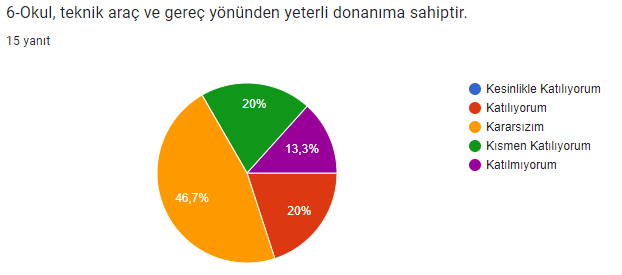 6-Okul, teknik araç ve gereç yönünden yeterli donanıma sahiptir.
15 yanıt
Kesinlikle Katılıyorum
Katılıyorum
Kararsızım
Kısmen Katılıyorum
Katılmıyorum
20%
13,3%
46,7%
20%